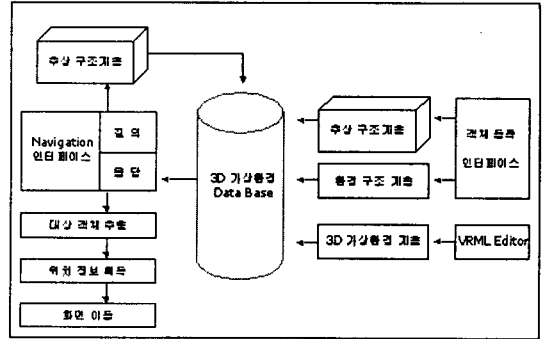 추상 구조계층
Navigation
인터페이스
질 의
응 답
대상 객체 추출
위치 정보 획득
화면 이동
3D 가상환경
Data Base
추상 구조계층
환경 구조 계층
3D 가상환경 계층
객체 등록
인터페이스
VRML Editor